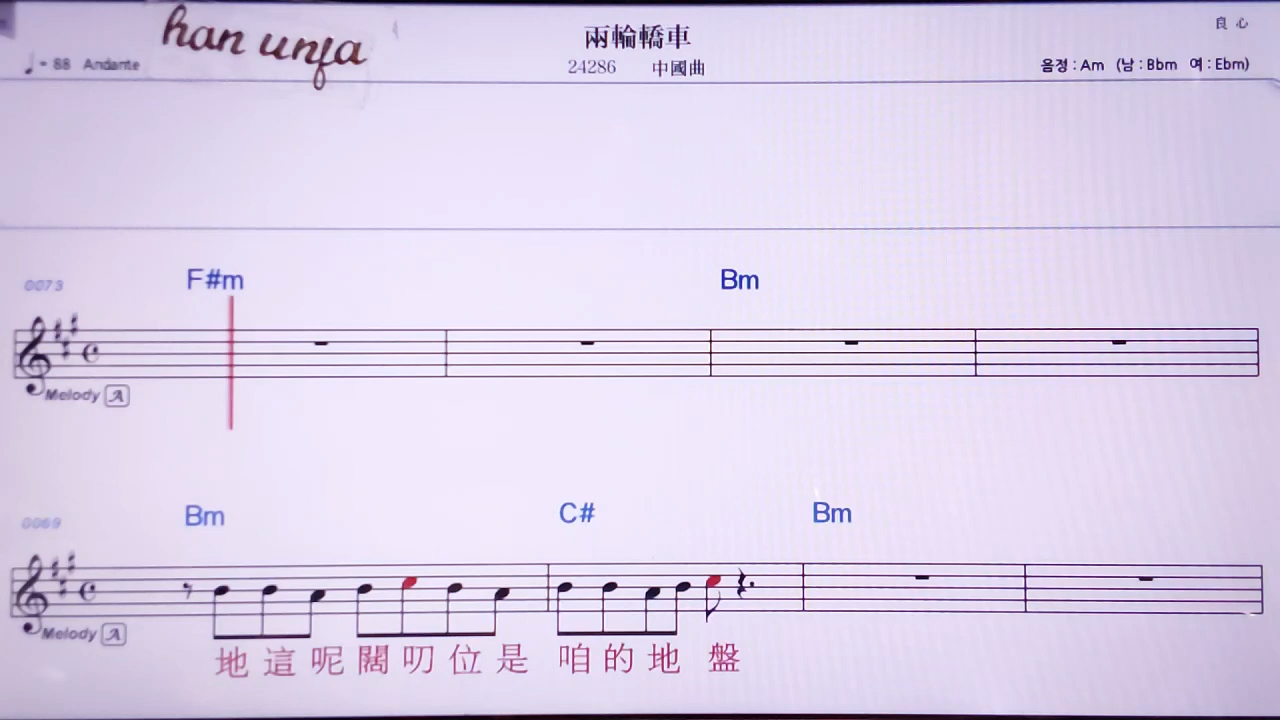 han unfa
兩輪轎車
良心
♩= 88 Andante
24286 中國曲
음정 : Am (남 : Bbm 여 : Ebm)
0073 F#m Bm
Melody A
0069 Bm C# Bm
Melody A
地這呢闊叨位是 咱的地盤